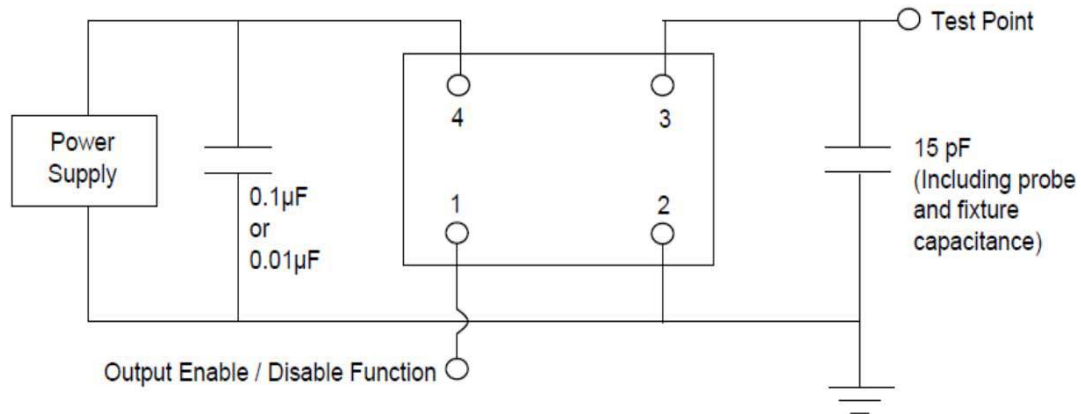 Test Point
4
3
Power
Supply
15 pF
(Including probe
and fixture
capacitance)
0.1µF
or
0.01µF
1
2
Output Enable / Disable Function